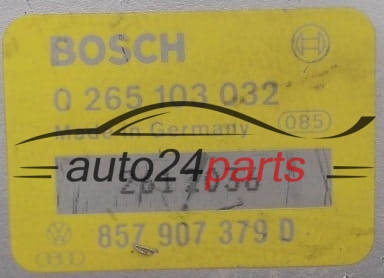 BOSCH
0 265 103 032
Made in Germany
085
auto24parts
857 907 379 D